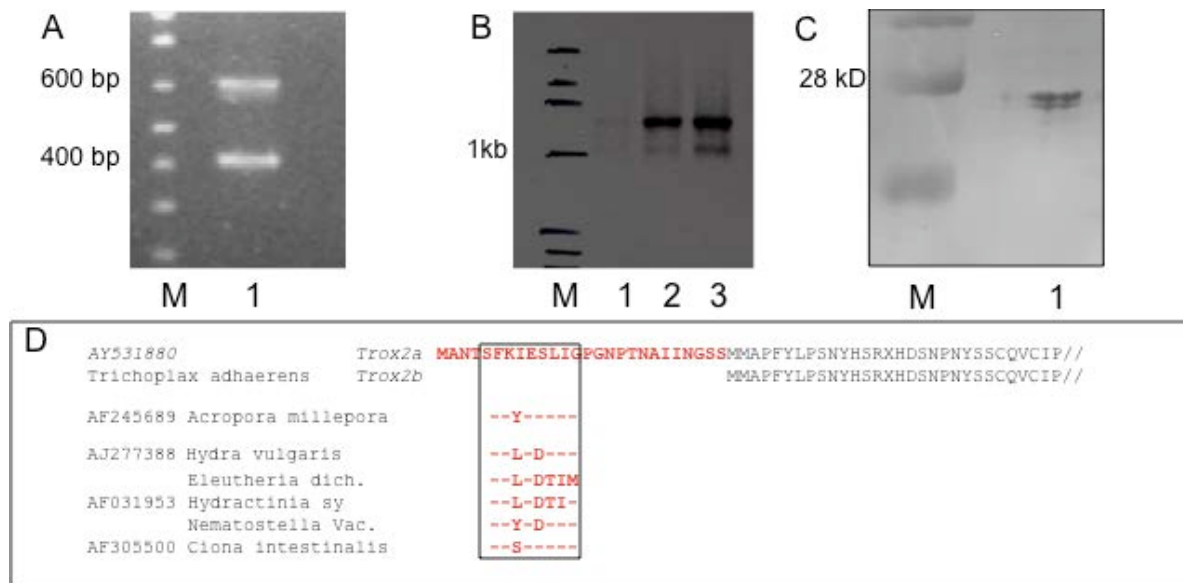 A
600 bp
400 bp
M 1
B
1kb
M 1 2 3
C
28 kD
M 1
D
AY531880 Trox2a MANTSFKIESLIGPGNPTNAIINGSSMMAPFYLPSNYHSRXHDSNPNYSSCQVCIP//
Trichoplax adhaerens Trox2b MMAPFYLPSNYHSRXHDSNPNYSSCQVCIP//
AF245689 Acropora millepora --Y-----
AJ277388 Hydra vulgaris --L-D---
Eleutheria dich. --L-DTIM
AF031953 Hydractinia sy --L-DTI-
Nematostella Vac. --Y-D---
AF305500 Ciona intestinalis --S-----